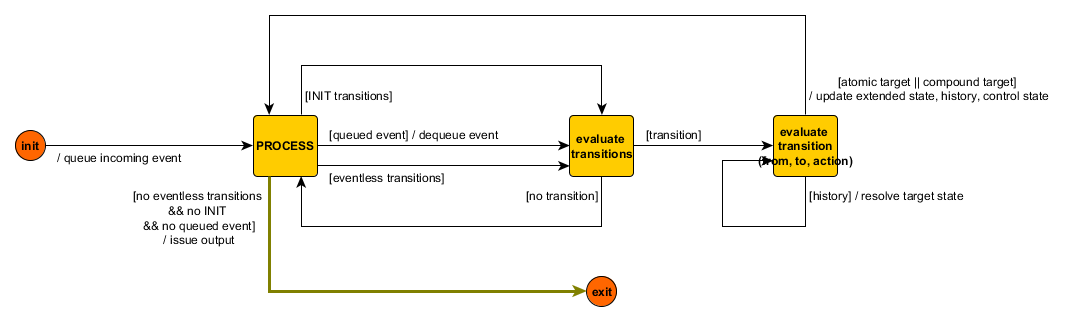 [atomic target || compound target]
/ update extended state, history, control state
[INIT transitions]
init
/ queue incoming event
PROCESS
[queued event] / dequeue event
[eventless transitions]
evaluate
transitions
[transition]
evaluate
transition
(from, to, action)
[no eventless transitions
&& no INIT
&& no queued event]
/ issue output
[no transition]
[history] / resolve target state
exit